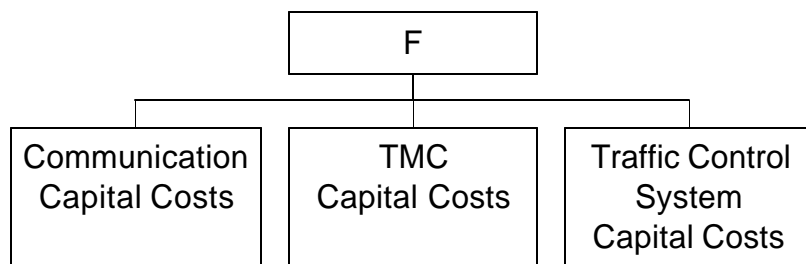 F
Communication
Capital Costs
TMC
Capital Costs
Traffic Control
System
Capital Costs